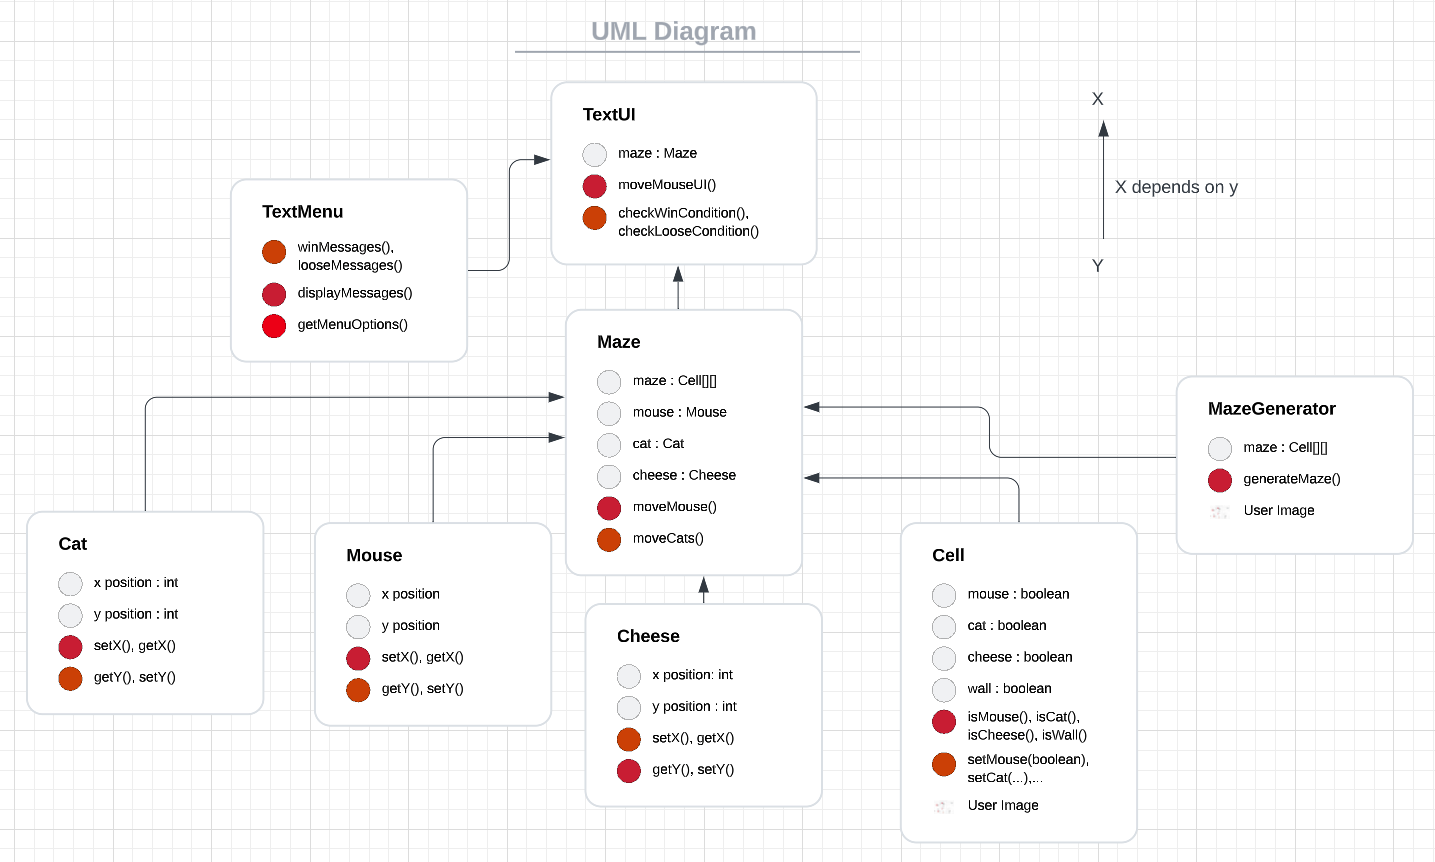 UML Diagram
TextUI
maze : Maze
moveMouseUI()
checkWinCondition(),
checkLooseCondition()
X
X depends on y
Y
TextMenu
winMessages(),
looseMessages()
displayMessages()
getMenuOptions()
Maze
maze : Cell[][]
mouse : Mouse
cat : Cat
cheese : Cheese
moveMouse()
moveCats()
MazeGenerator
maze : Cell[][]
generateMaze()
User Image
Cat
x position : int
y position : int
setX(), getX()
getY(), setY()
Mouse
x position
y position
setX(), getX()
getY(), setY()
Cheese
x position: int
y position : int
setX(), getX()
getY(), setY()
Cell
mouse : boolean
cat : boolean
cheese : boolean
wall : boolean
isMouse(), isCat(),
isCheese(), isWall()
setMouse(boolean),
setCat(...),...
User Image